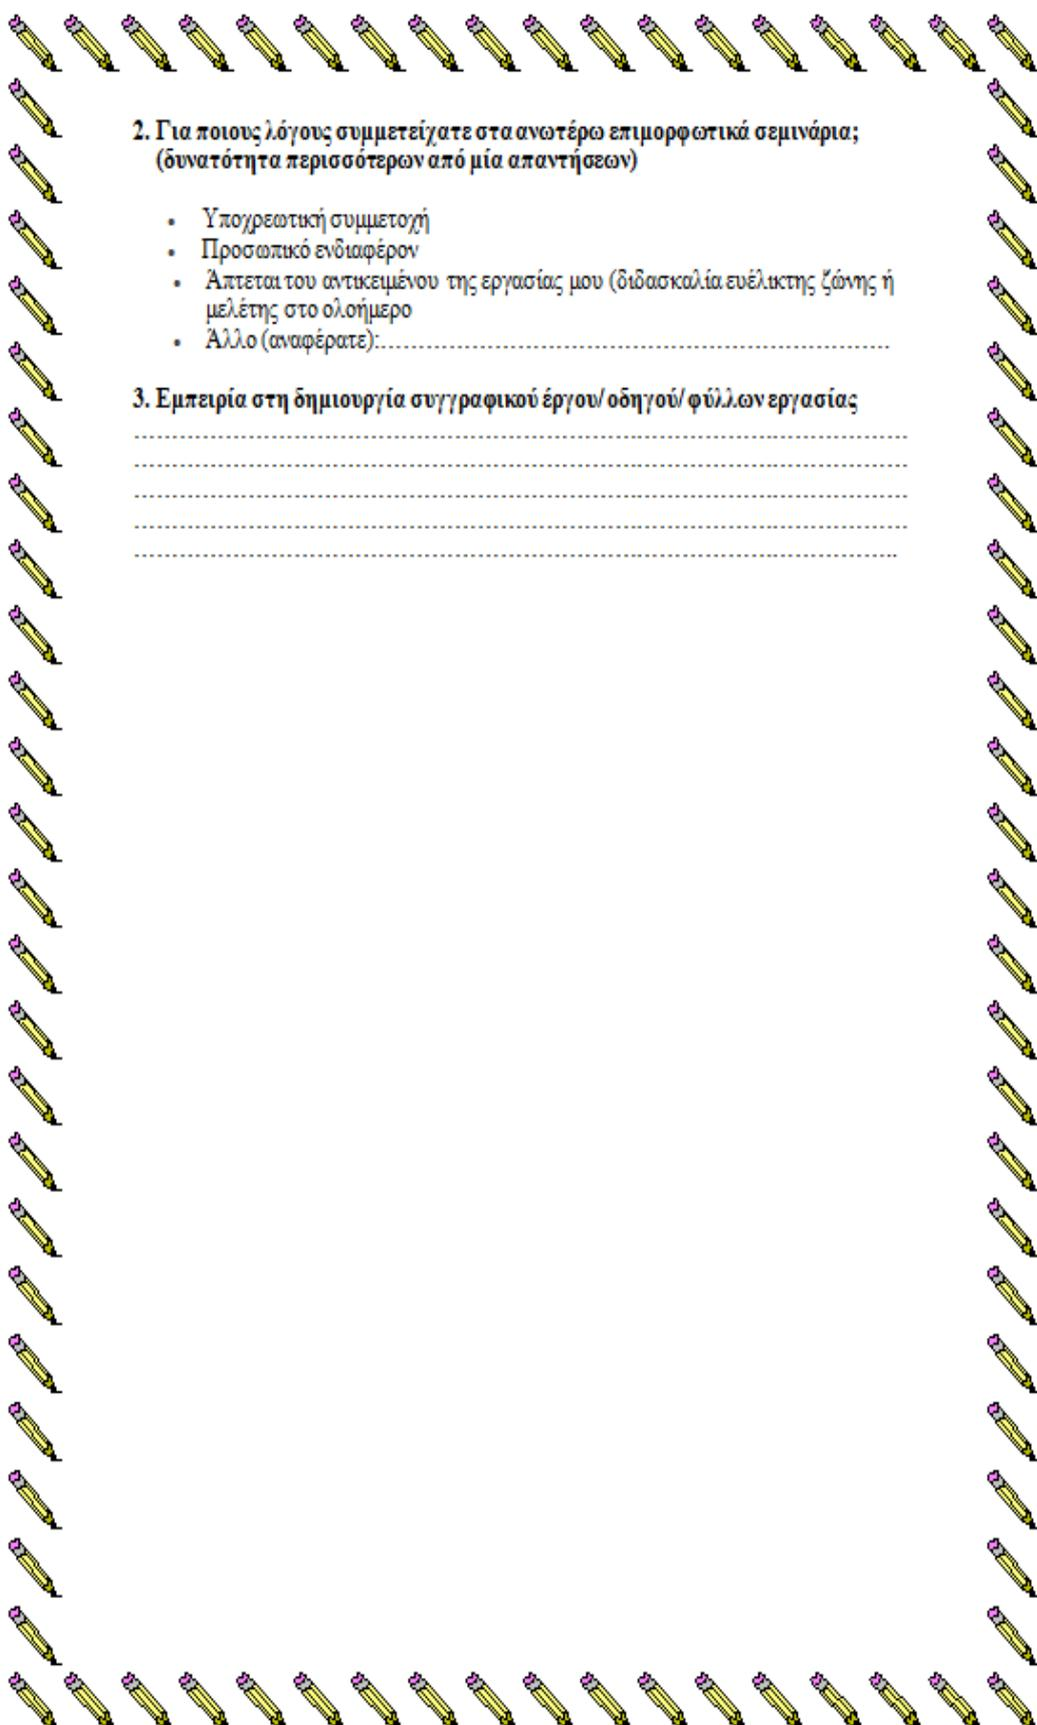 2. Για ποιους λόγους συμμετείχατε στα ανωτέρω επιμορφωτικά σεμινάρια;
(δυνατότητα περισσότερων από μία απαντήσεων)
• Υποχρεωτική συμμετοχή
• Προσωπικό ενδιαφέρον
• Άπτεται του αντικειμένου της εργασίας μου (διδασκαλία ευέλικτης ζώνης ή
μελέτης στο ολοήμερο
• Άλλο (αναφέρατε):……………………………………………………………
3. Εμπειρία στη δημιουργία συγγραφικού έργου/ οδηγού/ φύλλων εργασίας
……………………………………………………………………………………………
……………………………………………………………………………………………
……………………………………………………………………………………………
……………………………………………………………………………………………
…………………………………………………………………………………………..